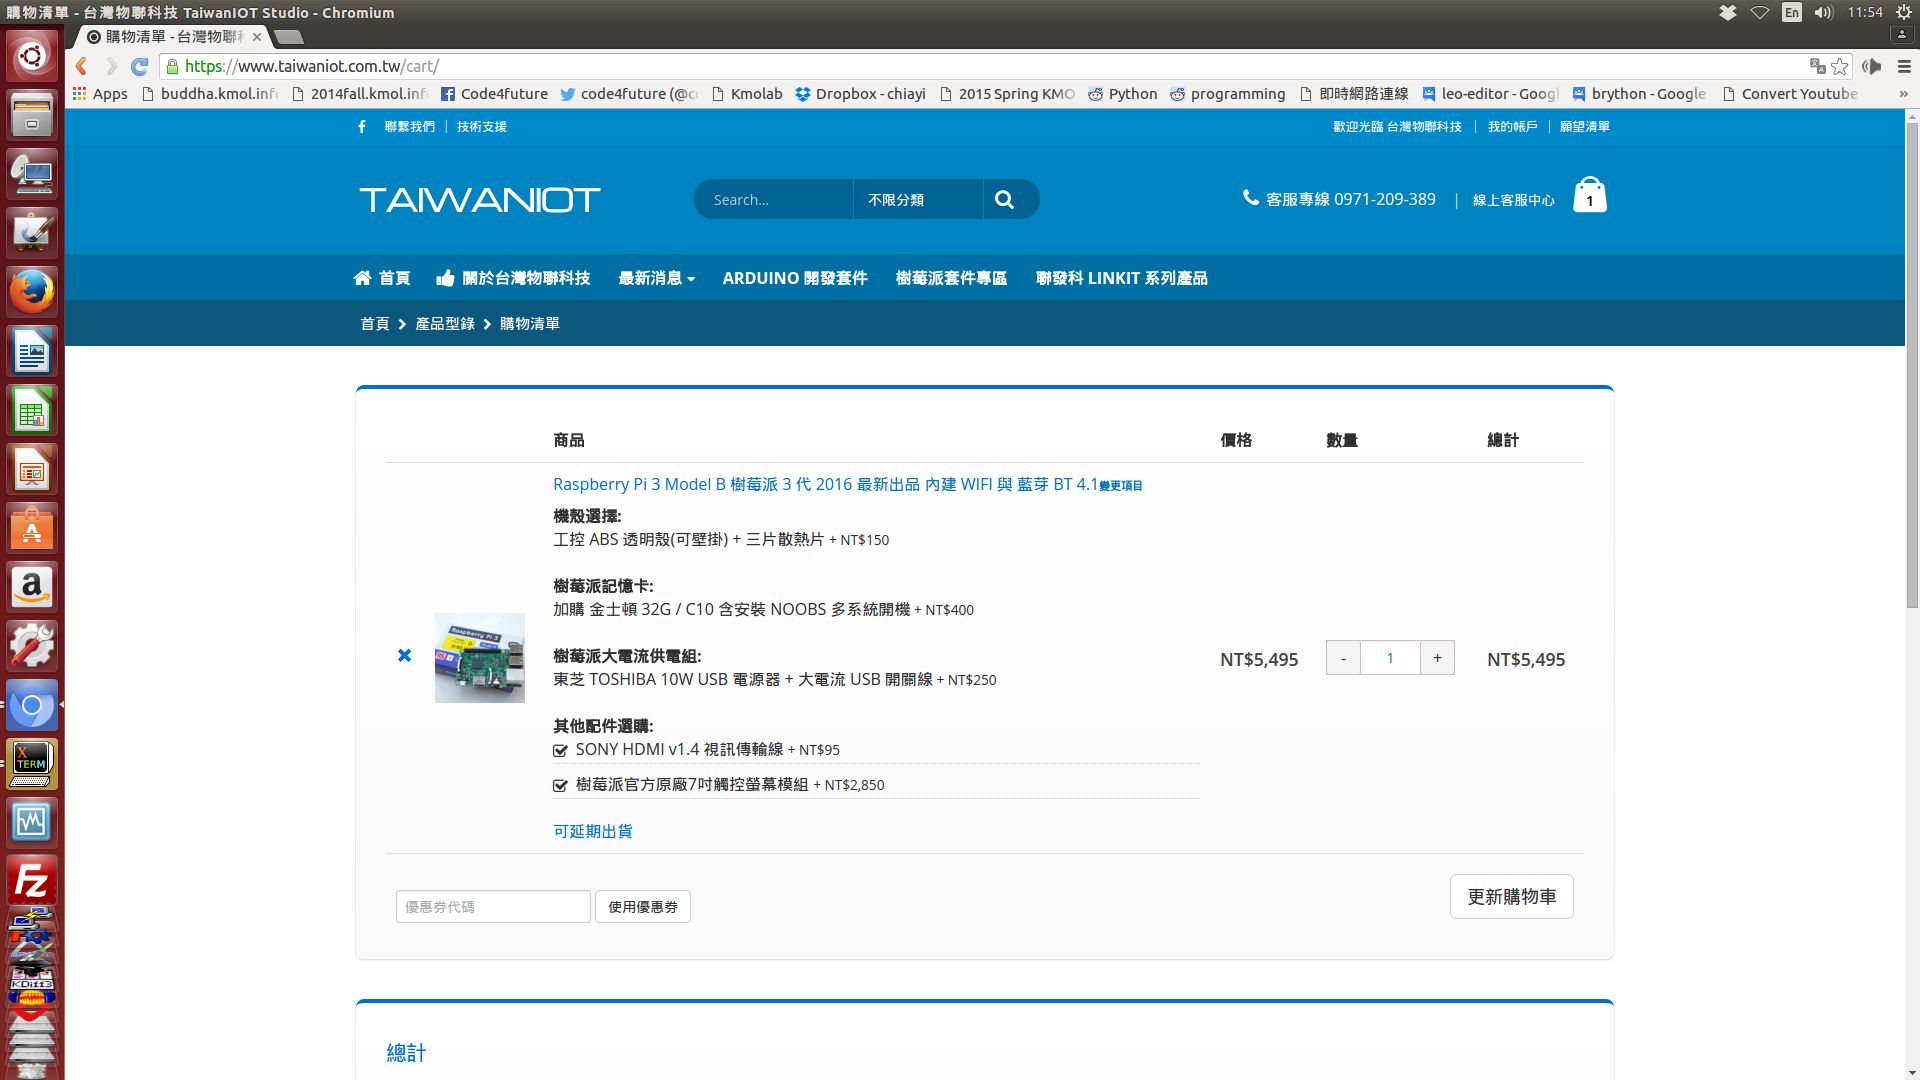 購物清單 - 台灣物聯科技 TaiwanIOT Studio - Chromium
En
11:54
購物清單 - 台灣物聯科
https://www.taiwaniot.com.tw/cart/
Apps
buddha.kmol.info
2014fall.kmol.info
Code4future
code4future (@co
Kmolab
Dropbox - chiayi
2015 Spring KMO
Python
programming
即時網路連線
leo-editor - Googl
brython - Google
Convert Youtube
»
聯繫我們 | 技術支援
歡迎光臨 台灣物聯科技 | 我的帳戶 | 願望清單
TAIWANIOT
Search...
不限分類
客服專線 0971-209-389 | 線上客服中心
1
首頁
關於台灣物聯科技
最新消息
ARDUINO 開發套件
樹莓派套件專區
聯發科 LINKIT 系列產品
首頁 > 產品型錄 > 購物清單
商品 價格 數量 總計
Raspberry Pi 3 Model B 樹莓派 3 代 2016 最新出品 內建 WIFI 與 藍芽 BT 4.1變更項目
機殼選擇:
工控 ABS 透明殼(可壁掛) + 三片散熱片 + NT$150
樹莓派記憶卡:
加購 金士頓 32G / C10 含安裝 NOOBS 多系統開機 + NT$400
樹莓派大電流供電組:
東芝 TOSHIBA 10W USB 電源器 + 大電流 USB 開關線 + NT$250
NT$5,495 - 1 + NT$5,495
其他配件選購:
SONY HDMI v1.4 視訊傳輸線 + NT$95
樹莓派官方原廠7吋觸控螢幕模組 + NT$2,850
可延期出貨
優惠券代碼
使用優惠券
更新購物車
總計
X TERM
KDiff3